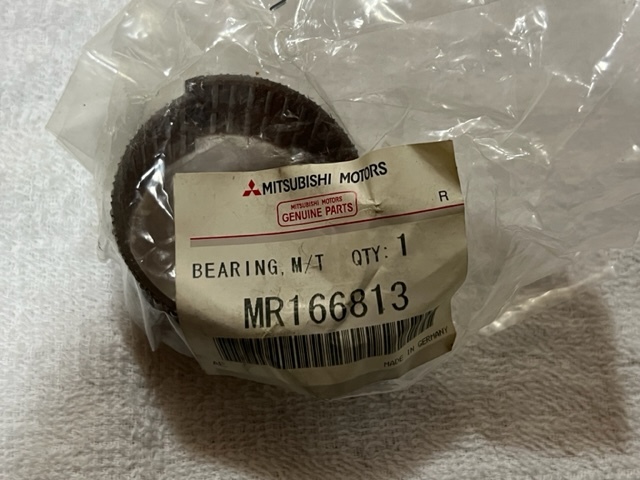 MITSUBISHI MOTORS
MITSUBISHI MOTORS
GENUINE PARTS
R
BEARING, M/T QTY: 1
MR166813
MADE IN GERMANY